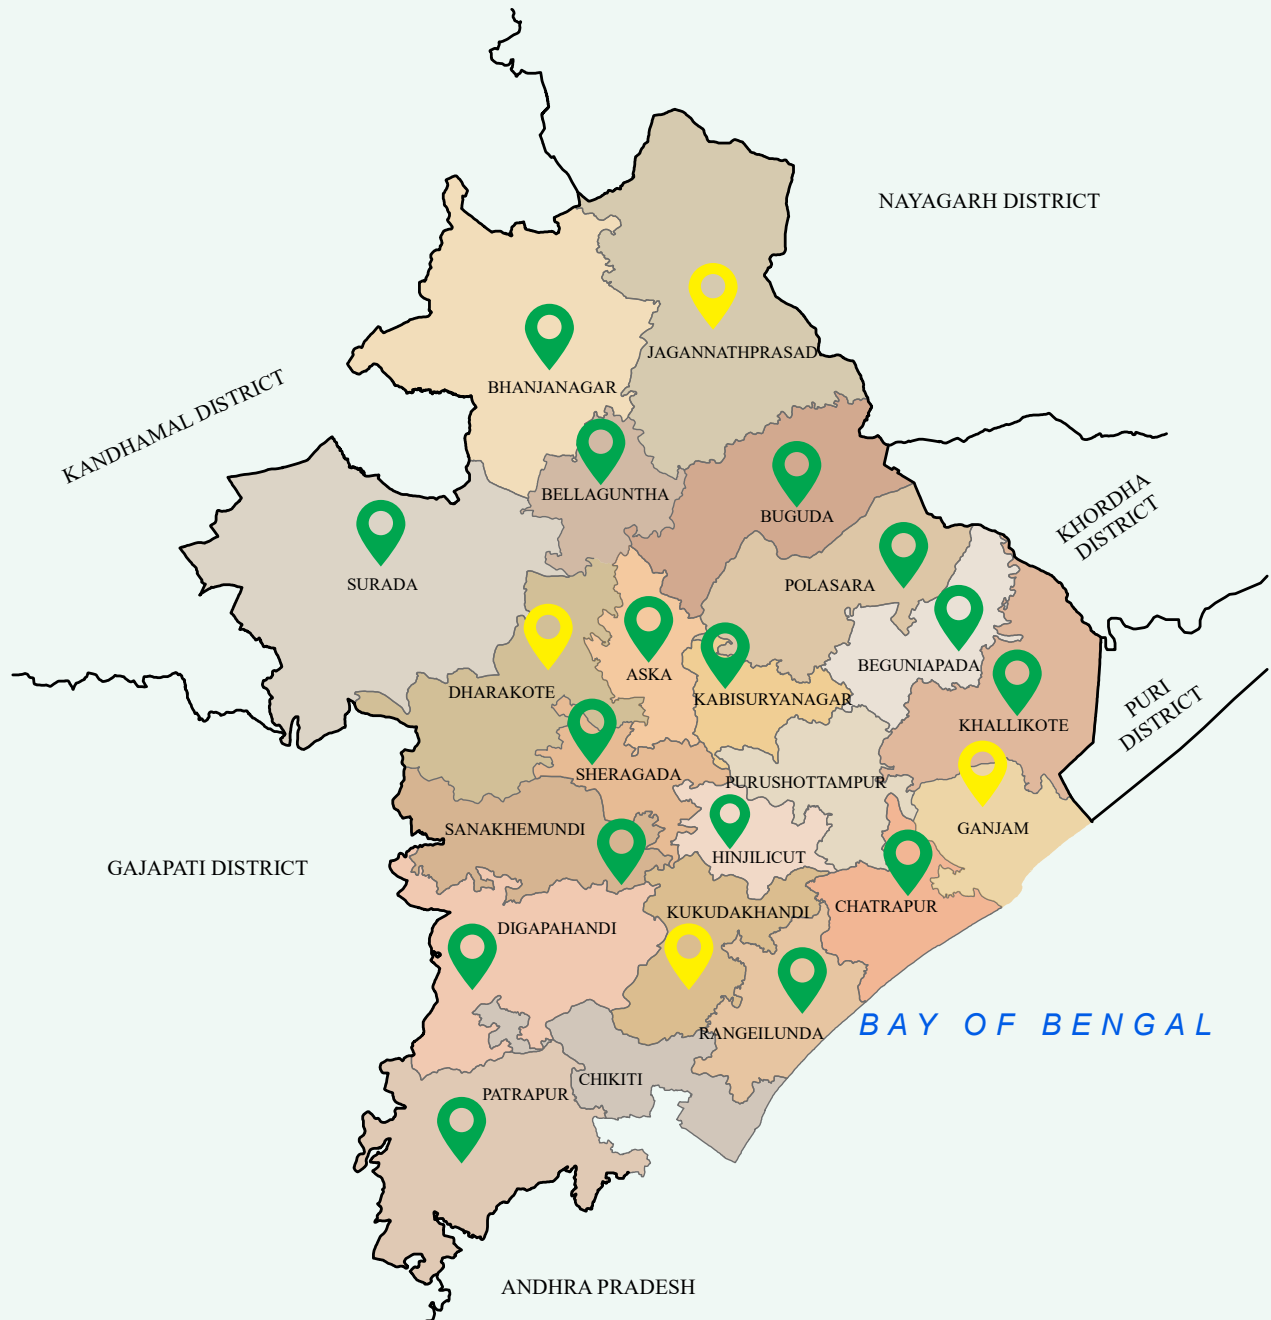 NAYAGARH DISTRICT
JAGANNATHPRASAD
BHANJANAGAR
KANDHAMAL DISTRICT
BELLAGUNTHA
BUGUDA
KHORDHA
DISTRICT
SURADA
POLASARA
BEGUNIAPADA
ASKA
DHARAKOTE
KABISURYANAGAR
PURI
DISTRICT
KHALLIKOTE
SHERAGADA
PURUSHOTTAMPUR
SANAKHEMUNDI
GANJAM
HINJILICUT
GAJAPATI DISTRICT
CHATRAPUR
KUKUDAKHANDI
DIGAPAHANDI
BAY OF BENGAL
RANGEILUNDA
CHIKITI
PATRAPUR
ANDHRA PRADESH